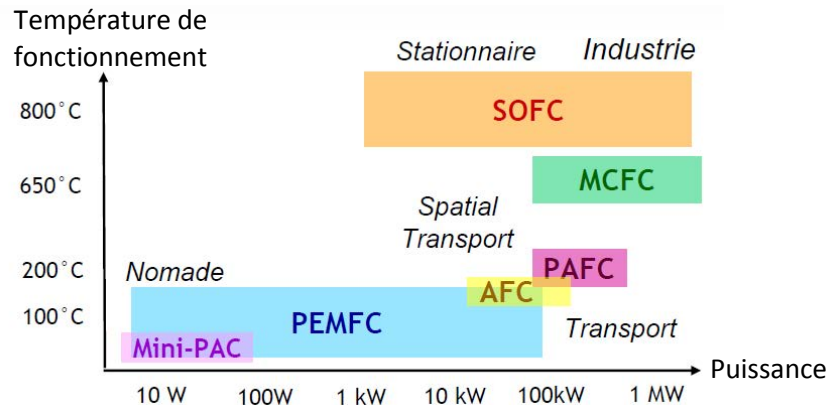 Température de
fonctionnement
Stationnaire Industrie
800°C
SOFC
650°C
MCFC
Spatial
Transport
200°C
Nomade
PAFC
AFC
100°C
PEMFC
Transport
Mini-PAC
Puissance
10 W 100W 1 kW 10 kW 100kW 1 MW